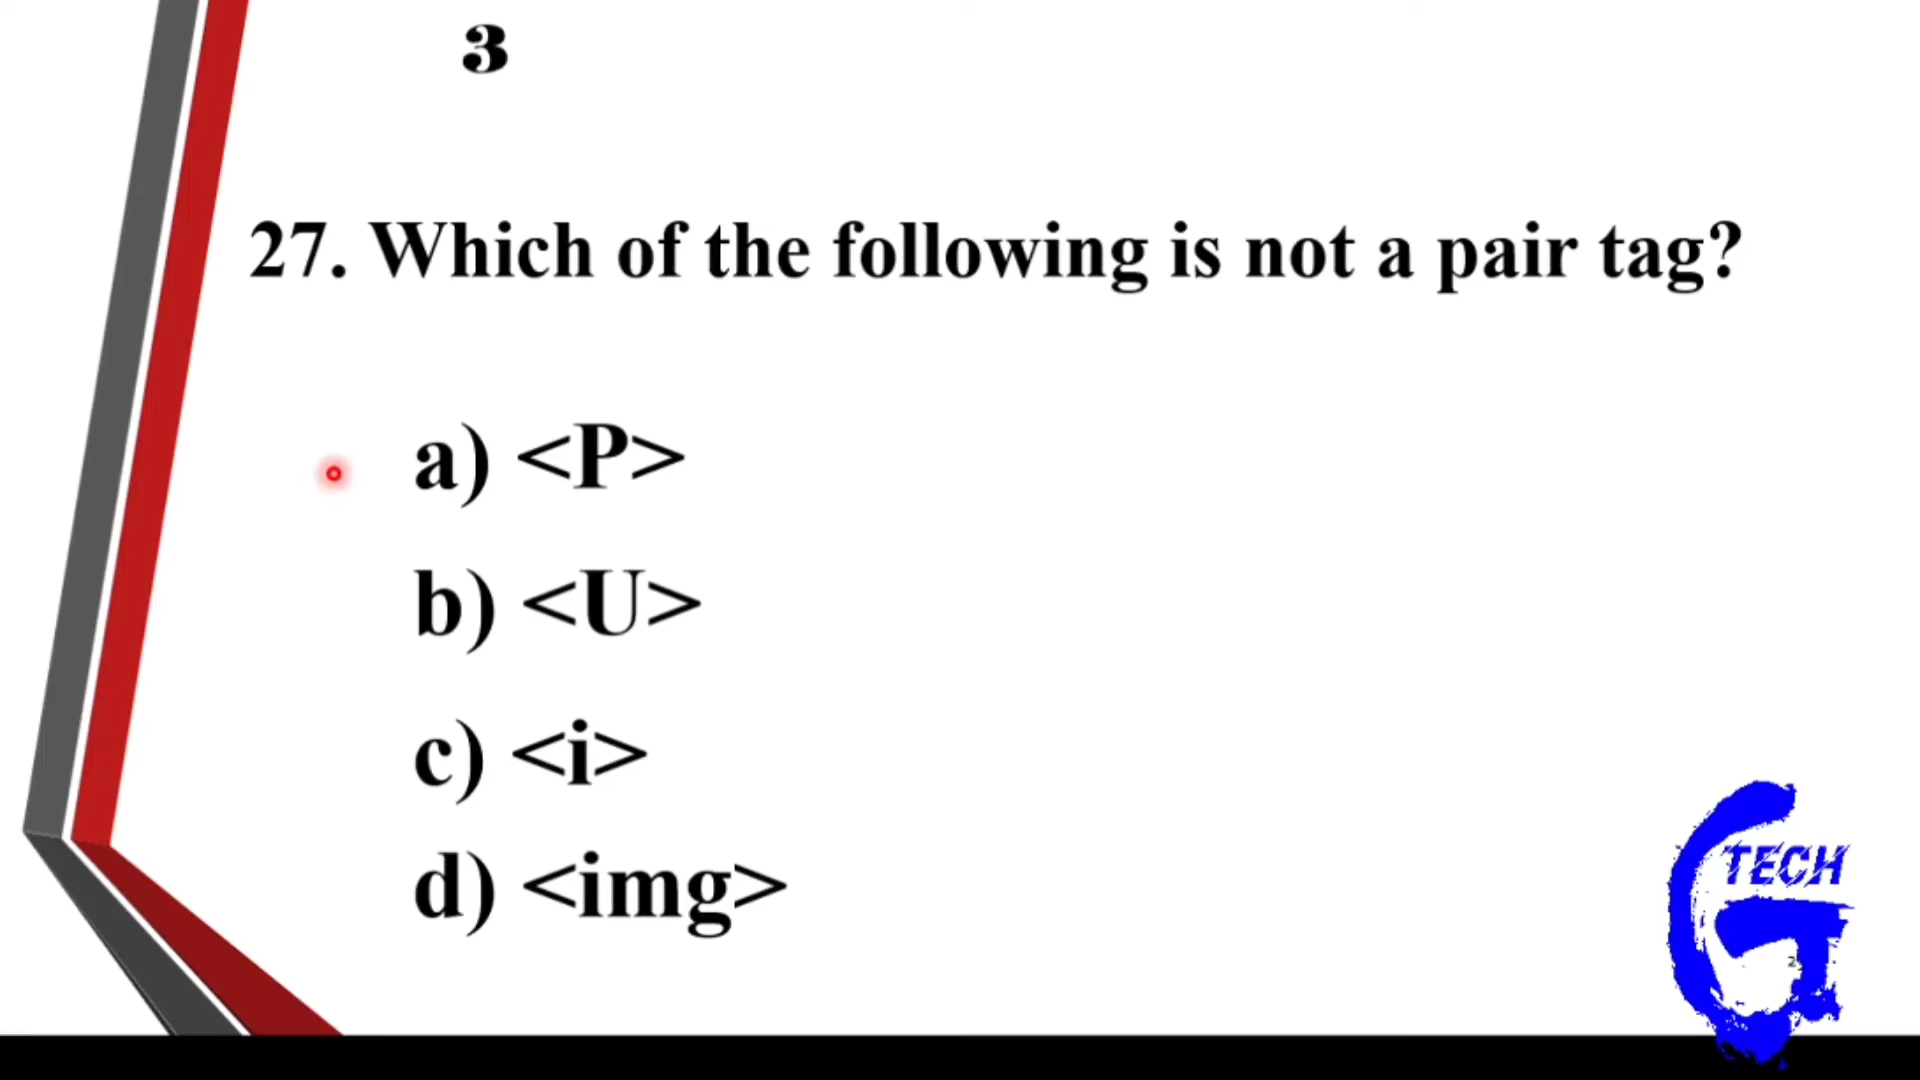 3
27. Which of the following is not a pair tag?
a) <P>
b) <U>
c) <i>
d) <img>
TECH